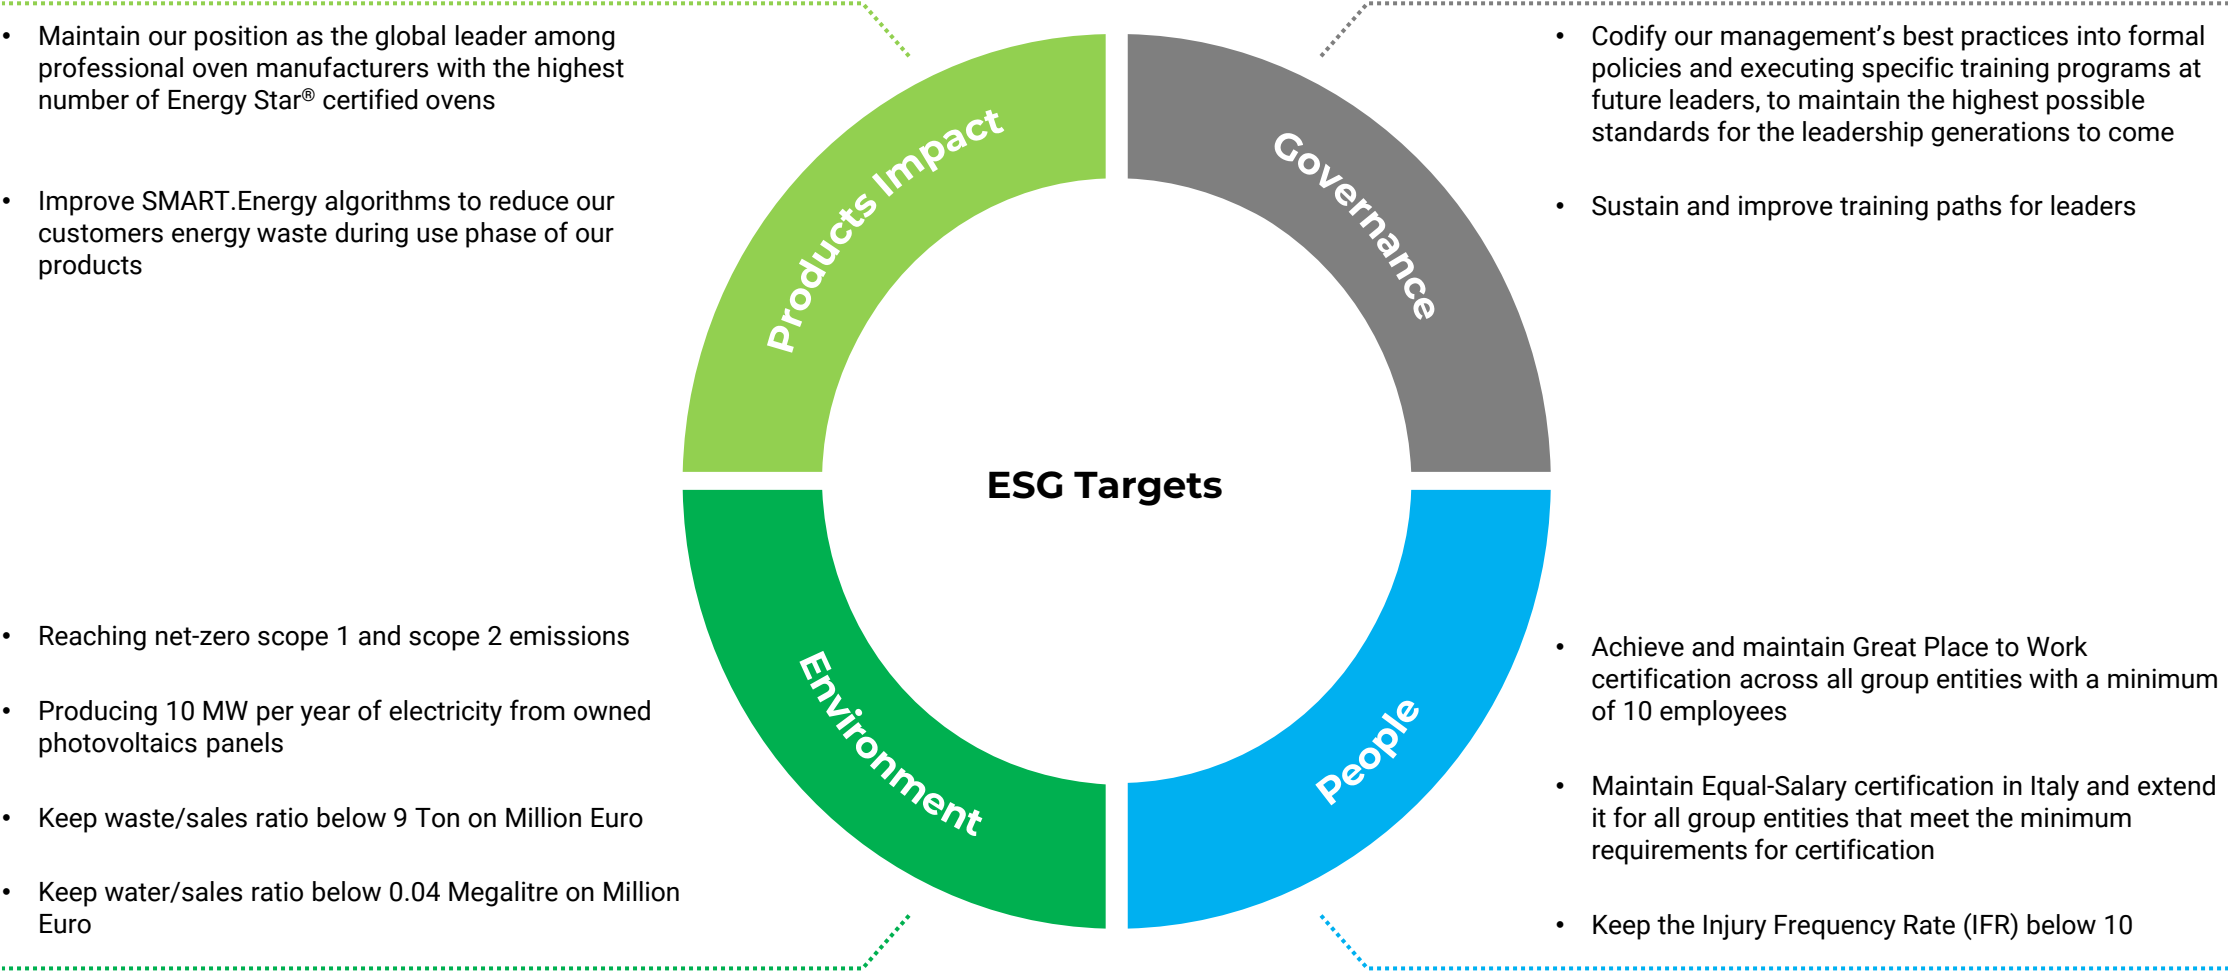 • Maintain our position as the global leader among
professional oven manufacturers with the highest
number of Energy Star® certified ovens
• Improve SMART.Energy algorithms to reduce our
customers energy waste during use phase of our
products
Products Impact
Governance
• Codify our management’s best practices into formal
policies and executing specific training programs at
future leaders, to maintain the highest possible
standards for the leadership generations to come
• Sustain and improve training paths for leaders
ESG Targets
• Reaching net-zero scope 1 and scope 2 emissions
• Producing 10 MW per year of electricity from owned
photovoltaics panels
• Keep waste/sales ratio below 9 Ton on Million Euro
• Keep water/sales ratio below 0.04 Megalitre on Million
Euro
Environment
People
• Achieve and maintain Great Place to Work
certification across all group entities with a minimum
of 10 employees
• Maintain Equal-Salary certification in Italy and extend
it for all group entities that meet the minimum
requirements for certification
• Keep the Injury Frequency Rate (IFR) below 10